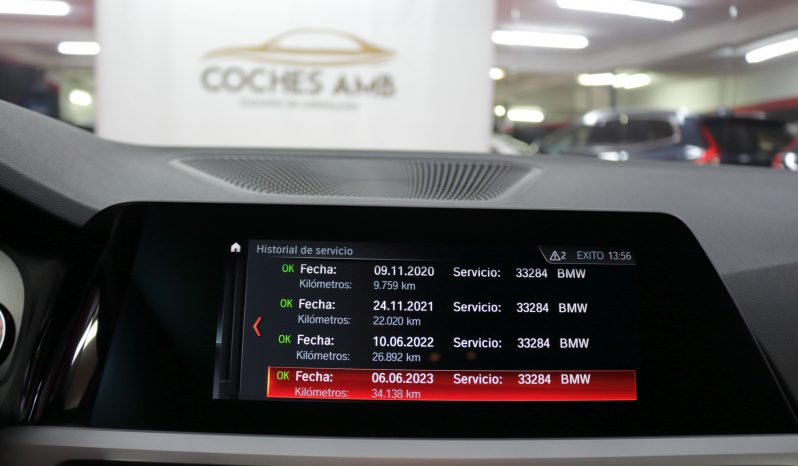 COCHES AMB
Historial de servicio
2 EXITO 13:56
OK Fecha: 09.11.2020 Servicio: 33284 BMW
Kilómetros: 9.759 km
OK Fecha: 24.11.2021 Servicio: 33284 BMW
Kilómetros: 22.020 km
OK Fecha: 10.06.2022 Servicio: 33284 BMW
Kilómetros: 26.892 km
OK Fecha: 06.06.2023 Servicio: 33284 BMW
Kilómetros: 34.138 km